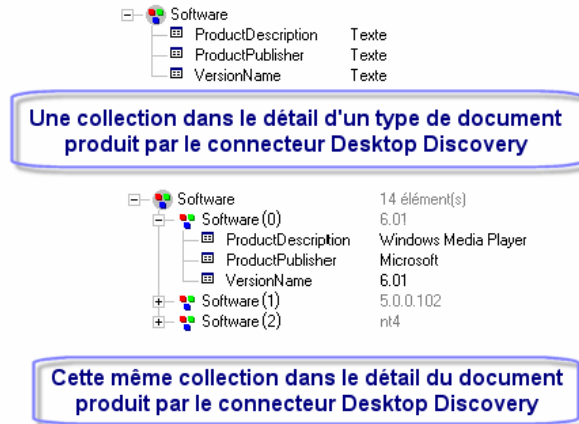 Software
ProductDescription Texte
ProductPublisher Texte
VersionName Texte
Une collection dans le détail d'un type de document
produit par le connecteur Desktop Discovery
Software 14 élément(s)
Software (0) 6.01
ProductDescription Windows Media Player
ProductPublisher Microsoft
VersionName 6.01
Software (1) 5.0.0.102
Software (2) nt4
Cette même collection dans le détail du document
produit par le connecteur Desktop Discovery